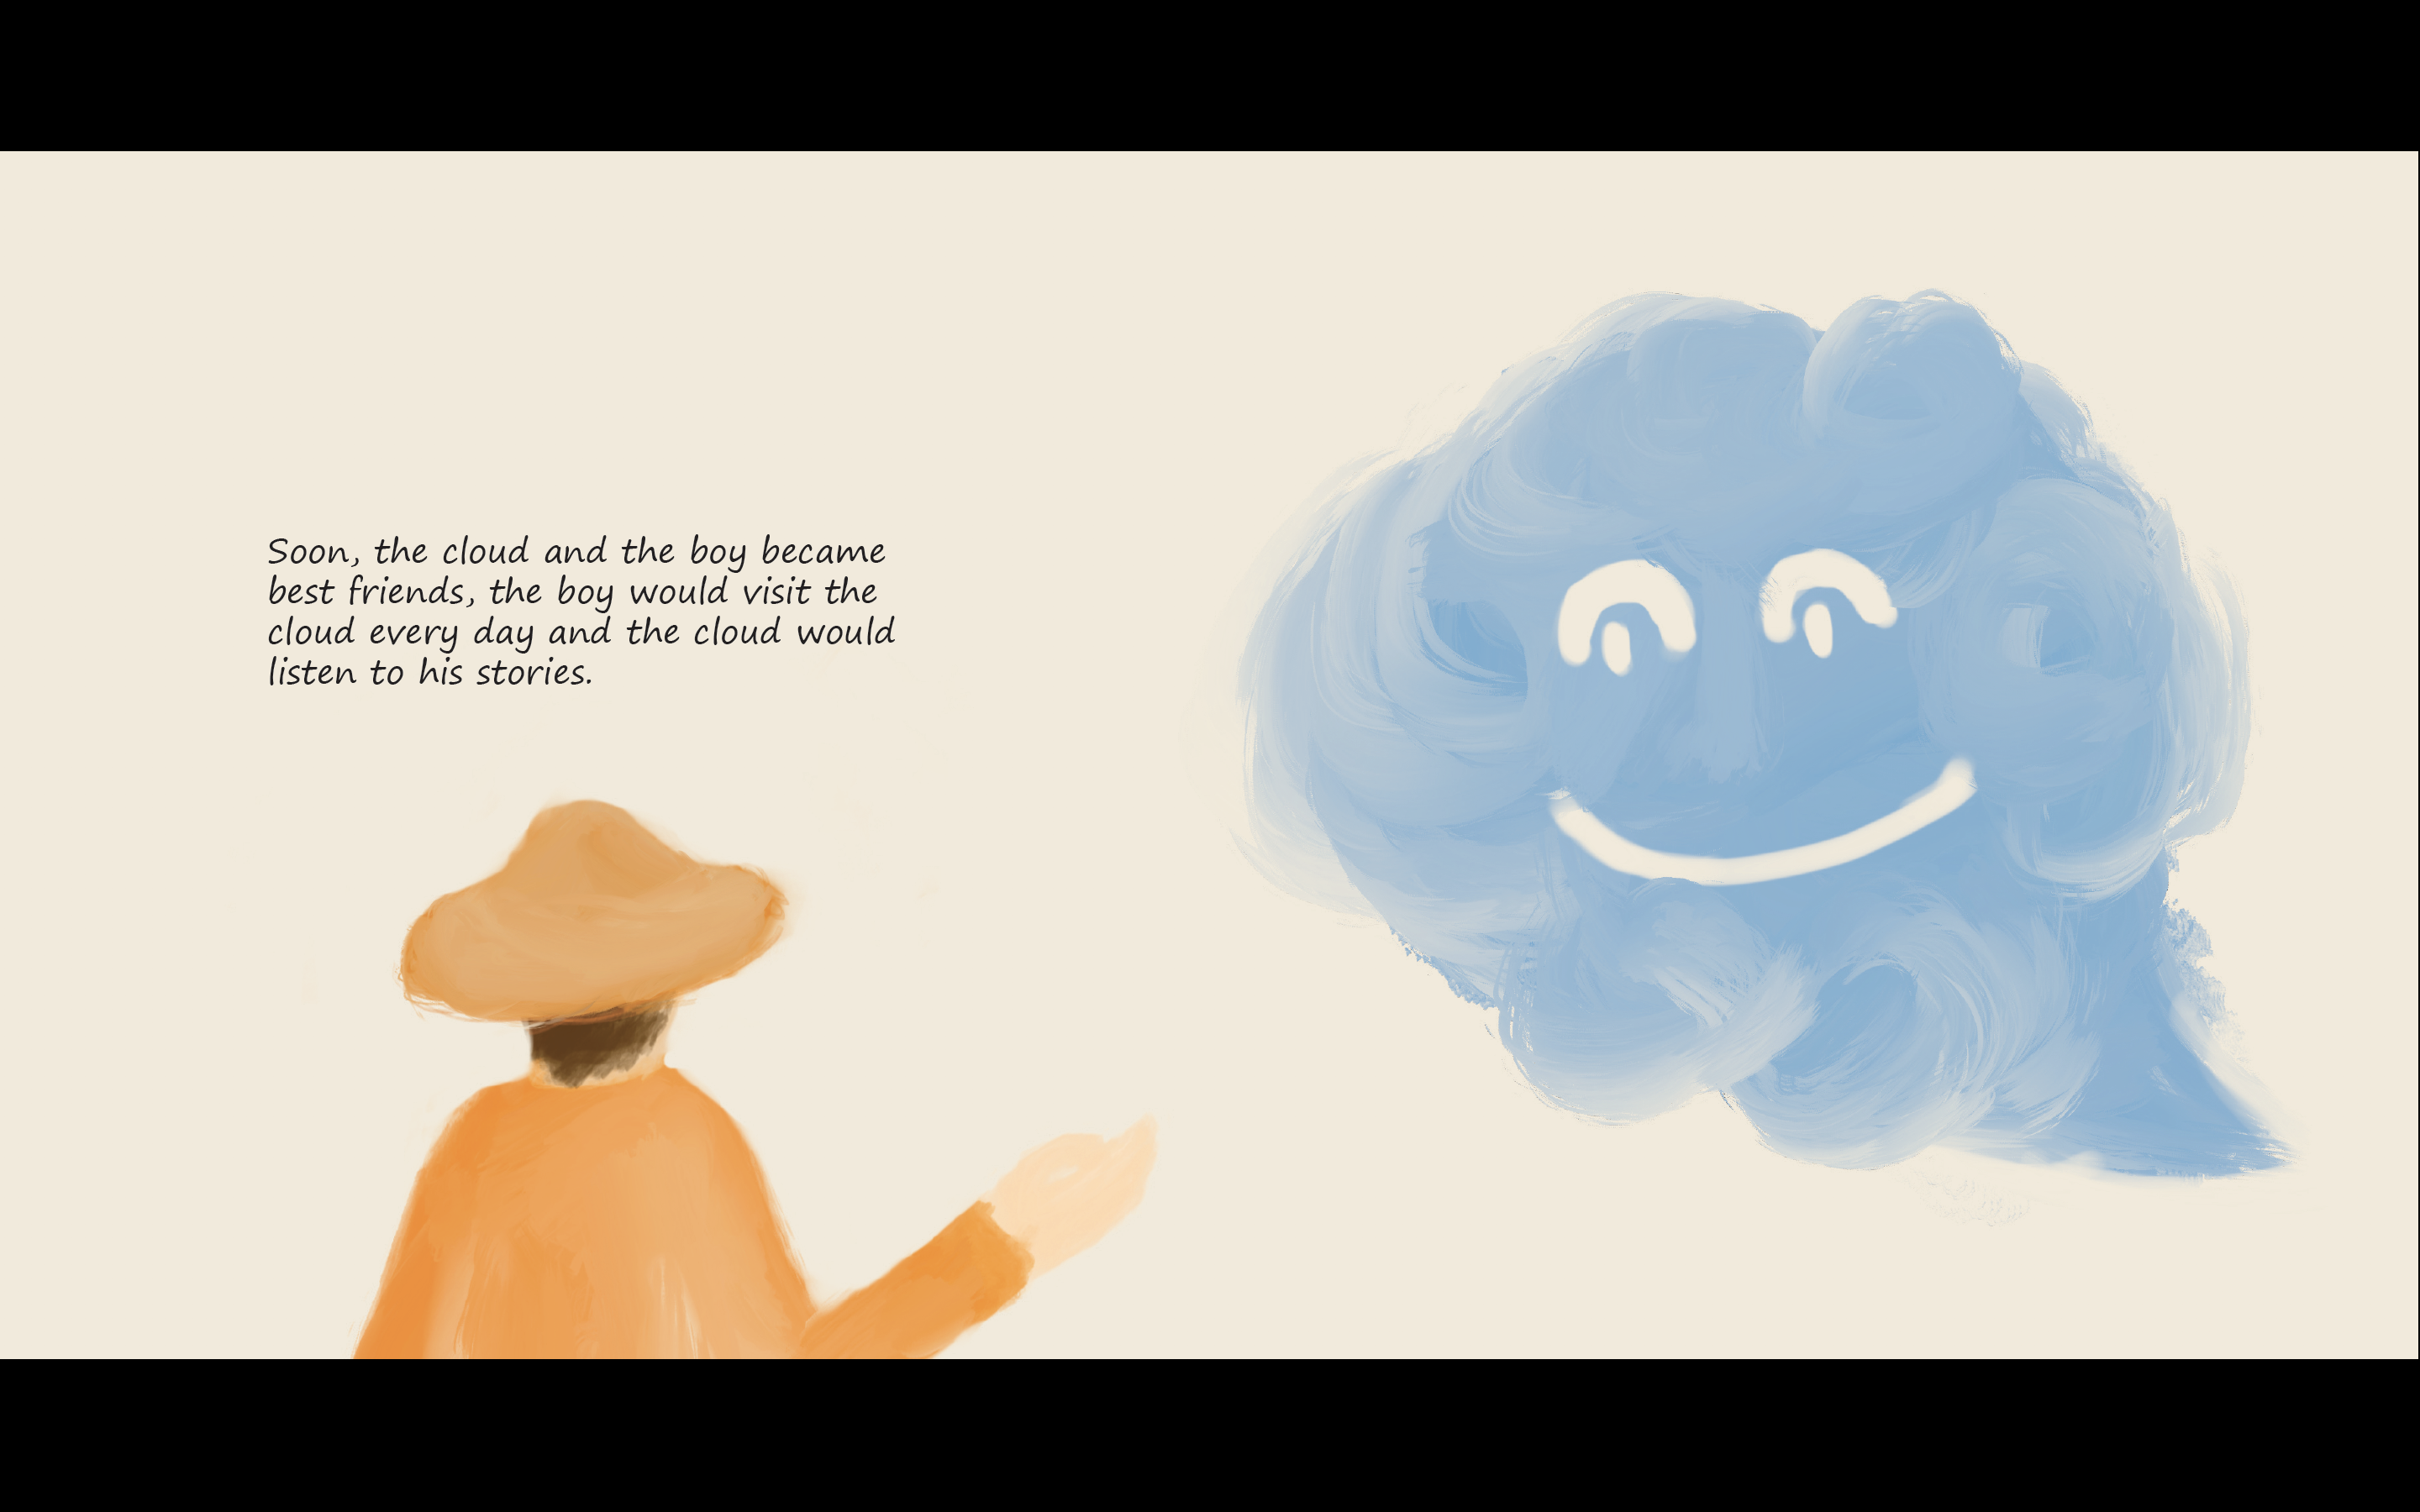 Soon, the cloud and the boy became
best friends, the boy would visit the
cloud every day and the cloud would
listen to his stories.